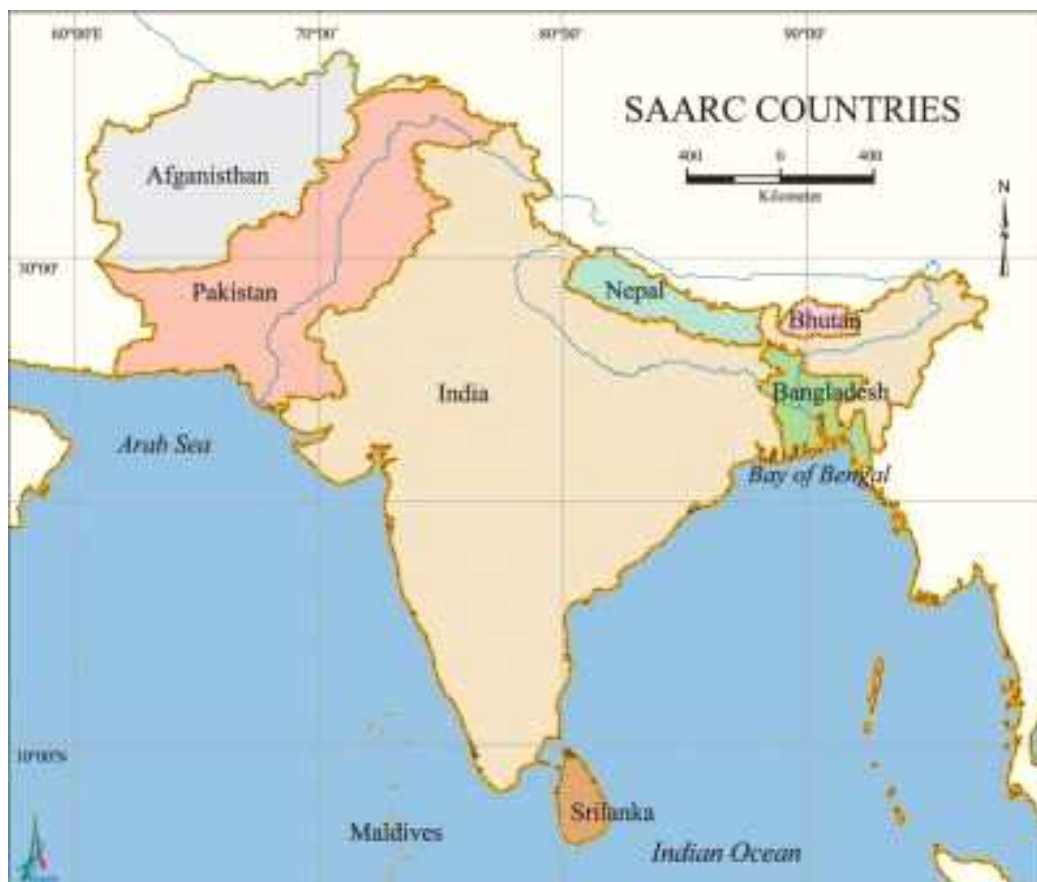 60°00'E 70°00' 80°00' 90°00'
SAARC COUNTRIES
400 0 400
Kilometer
N
Afganisthan
30°00'
Pakistan
Nepal
Bhutan
India
Bangladesh
Arab Sea
Bay of Bengal
10°00'N
Maldives
Srilanka
Indian Ocean